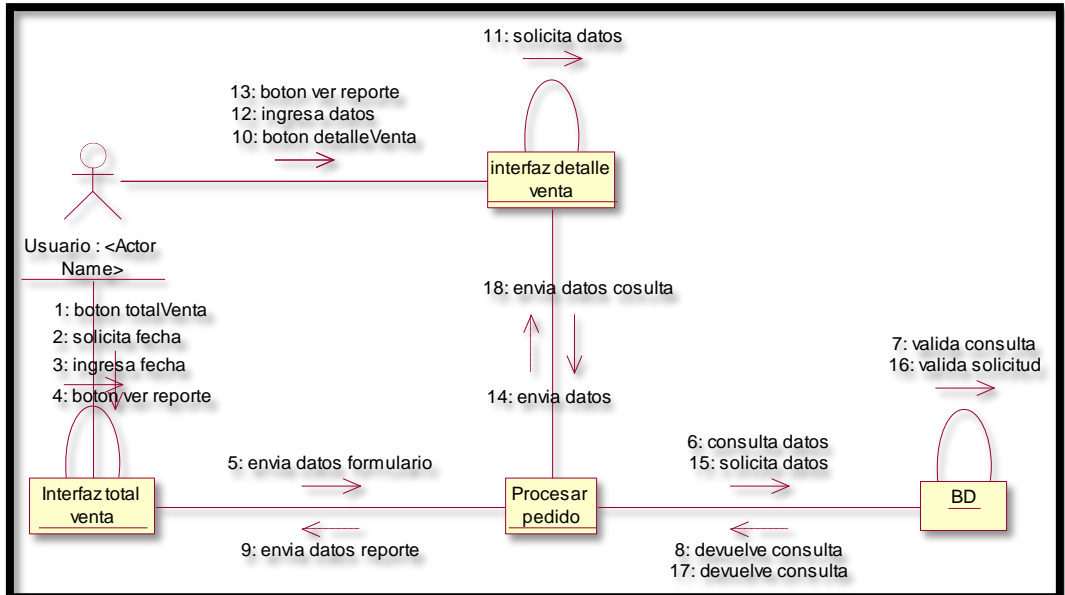 11: solicita datos
13: boton ver reporte
12: ingresa datos
10: boton detalleVenta
interfaz detalle
venta
Usuario : <Actor
Name>
1: boton totalVenta
2: solicita fecha
3: ingresa fecha
4: boton ver reporte
18: envia datos cosulta
14: envia datos
7: valida consulta
16: valida solicitud
6: consulta datos
15: solicita datos
5: envia datos formulario
Interfaz total
venta
Procesar
pedido
BD
9: envia datos reporte
8: devuelve consulta
17: devuelve consulta